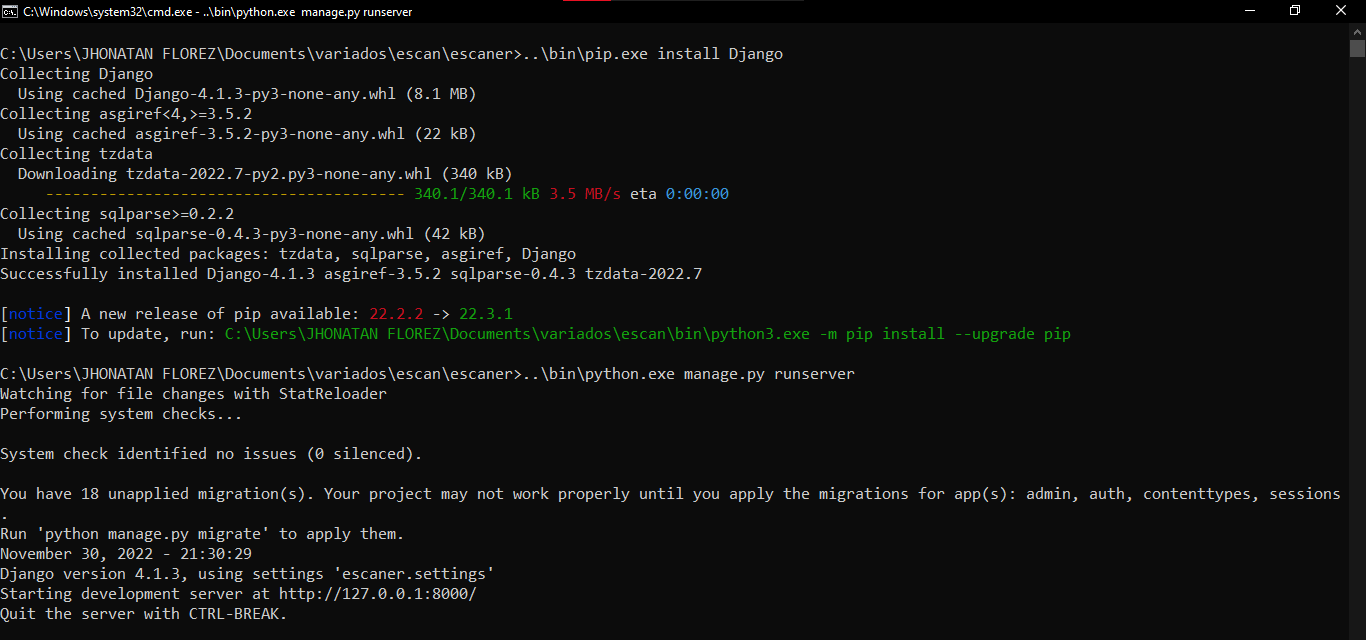 C:\Windows\system32\cmd.exe - ..\bin\python.exe manage.py runserver
C:\Users\JHONATAN FLOREZ\Documents\variados\escan\escaner>..\bin\pip.exe install Django
Collecting Django
  Using cached Django-4.1.3-py3-none-any.whl (8.1 MB)
Collecting asgiref<4,>=3.5.2
  Using cached asgiref-3.5.2-py3-none-any.whl (22 kB)
Collecting tzdata
  Downloading tzdata-2022.7-py2.py3-none-any.whl (340 kB)
     ---------------------------------------- 340.1/340.1 kB 3.5 MB/s eta 0:00:00
Collecting sqlparse>=0.2.2
  Using cached sqlparse-0.4.3-py3-none-any.whl (42 kB)
Installing collected packages: tzdata, sqlparse, asgiref, Django
Successfully installed Django-4.1.3 asgiref-3.5.2 sqlparse-0.4.3 tzdata-2022.7
[notice] A new release of pip available: 22.2.2 -> 22.3.1
[notice] To update, run: C:\Users\JHONATAN FLOREZ\Documents\variados\escan\bin\python3.exe -m pip install --upgrade pip
C:\Users\JHONATAN FLOREZ\Documents\variados\escan\escaner>..\bin\python.exe manage.py runserver
Watching for file changes with StatReloader
Performing system checks...
System check identified no issues (0 silenced).
You have 18 unapplied migration(s). Your project may not work properly until you apply the migrations for app(s): admin, auth, contenttypes, sessions
.
Run 'python manage.py migrate' to apply them.
November 30, 2022 - 21:30:29
Django version 4.1.3, using settings 'escaner.settings'
Starting development server at http://127.0.0.1:8000/
Quit the server with CTRL-BREAK.